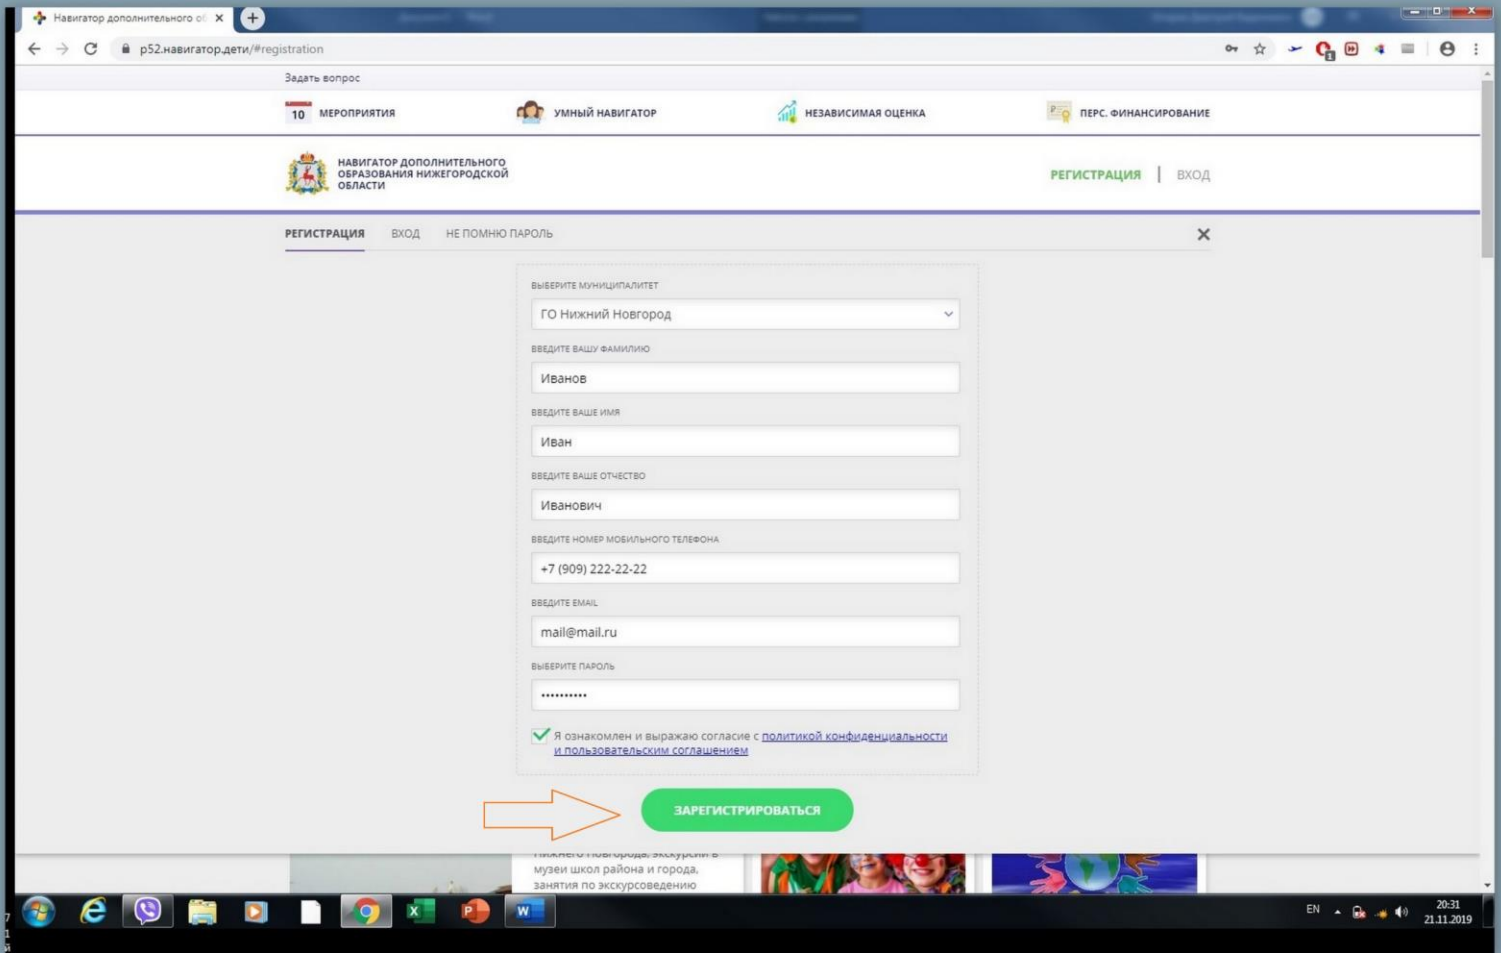 Навигатор дополнительного об
p52.навигатор.дети/#registration
Задать вопрос
10 МЕРОПРИЯТИЯ
УМНЫЙ НАВИГАТОР
НЕЗАВИСИМАЯ ОЦЕНКА
ПЕРС. ФИНАНСИРОВАНИЕ
НАВИГАТОР ДОПОЛНИТЕЛЬНОГО
ОБРАЗОВАНИЯ НИЖЕГОРОДСКОЙ
ОБЛАСТИ
РЕГИСТРАЦИЯ | ВХОД
РЕГИСТРАЦИЯ ВХОД НЕ ПОМНЮ ПАРОЛЬ
ВЫБЕРИТЕ МУНИЦИПАЛИТЕТ
ГО Нижний Новгород
ВВЕДИТЕ ВАШУ ФАМИЛИЮ
Иванов
ВВЕДИТЕ ВАШЕ ИМЯ
Иван
ВВЕДИТЕ ВАШЕ ОТЧЕСТВО
Иванович
ВВЕДИТЕ НОМЕР МОБИЛЬНОГО ТЕЛЕФОНА
+7 (909) 222-22-22
ВВЕДИТЕ EMAIL
mail@mail.ru
ВЫБЕРИТЕ ПАРОЛЬ
••••••••••
Я ознакомлен и выражаю согласие с политикой конфиденциальности
и пользовательским соглашением
ЗАРЕГИСТРИРОВАТЬСЯ
Нижнего Новгорода, экскурсии в
музеи школ района и города,
занятия по экскурсоведению
EN
20:31
21.11.2019